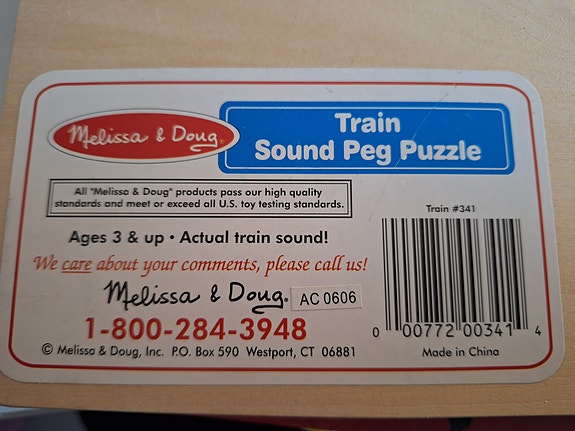 Melissa & Doug®
Train
Sound Peg Puzzle
All "Melissa & Doug" products pass our high quality
standards and meet or exceed all U.S. toy testing standards.
Train #341
Ages 3 & up • Actual train sound!
We care about your comments, please call us!
Melissa & Doug®
AC 0606
1-800-284-3948
0 00772 00341 4
© Melissa & Doug, Inc. P.O. Box 590 Westport, CT 06881
Made in China